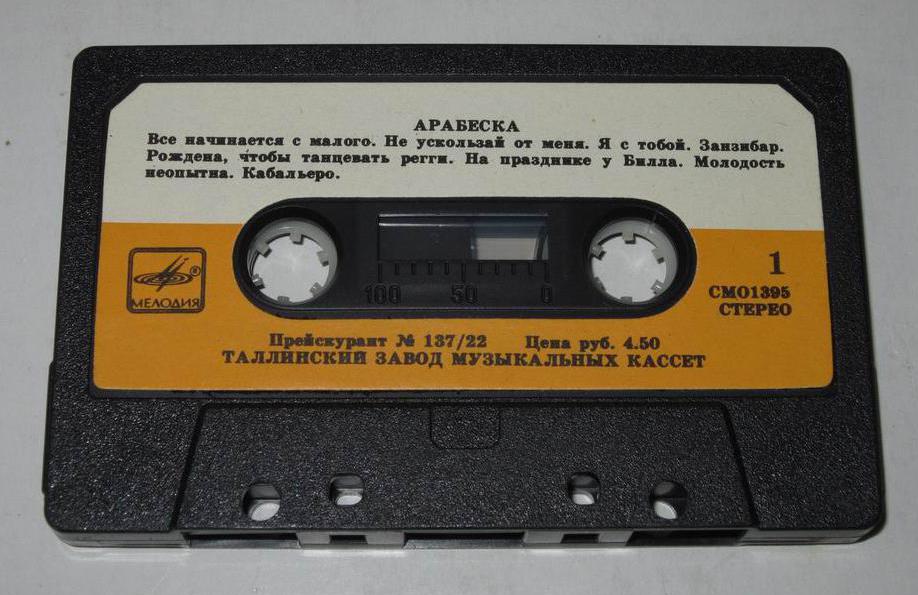 АРАБЕСКА
Все начинается с малого. Не ускользай от меня. Я с тобой. Занзибар.
Рождена, чтобы танцевать регги. На празднике у Билла. Молодость
неопытна. Кабальеро.
МЕЛОДИЯ
®
100 50 0
1
СМ01395
СТЕРЕО
Прейскурант № 137/22 Цена руб. 4.50
ТАЛЛИНСКИЙ ЗАВОД МУЗЫКАЛЬНЫХ КАССЕТ